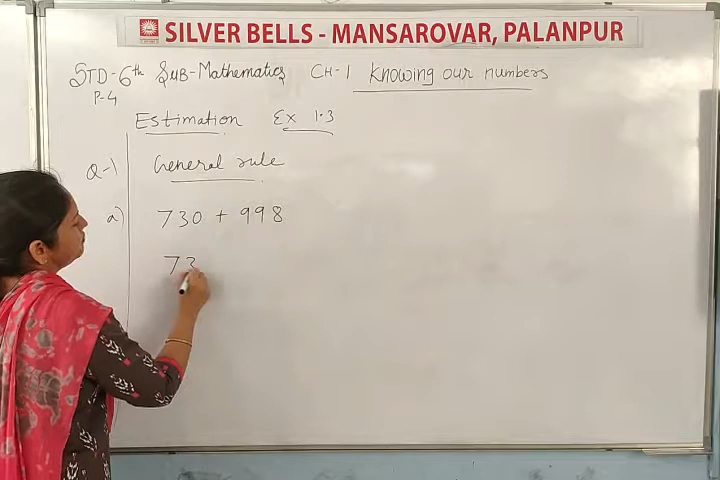 SILVER BELLS - MANSAROVAR, PALANPUR
STD-6th SUB-Mathematics CH-1 Knowing our numbers
P-4
Estimation Ex 1.3
Q-1 General rule
a) 730 + 998
73